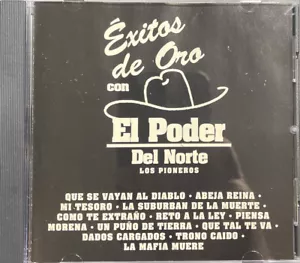 Éxitos
de Oro
con
El Poder
Del Norte
LOS PIONEROS
QUE SE VAYAN AL DIABLO · ABEJA REINA ·
MI TESORO · LA SUBURBAN DE LA MUERTE ·
COMO TE EXTRAÑO · RETO A LA LEY · PIENSA
MORENA · UN PUÑO DE TIERRA · QUE TAL TE VA ·
DADOS CARGADOS · TRONO CAIDO ·
LA MAFIA MUERE